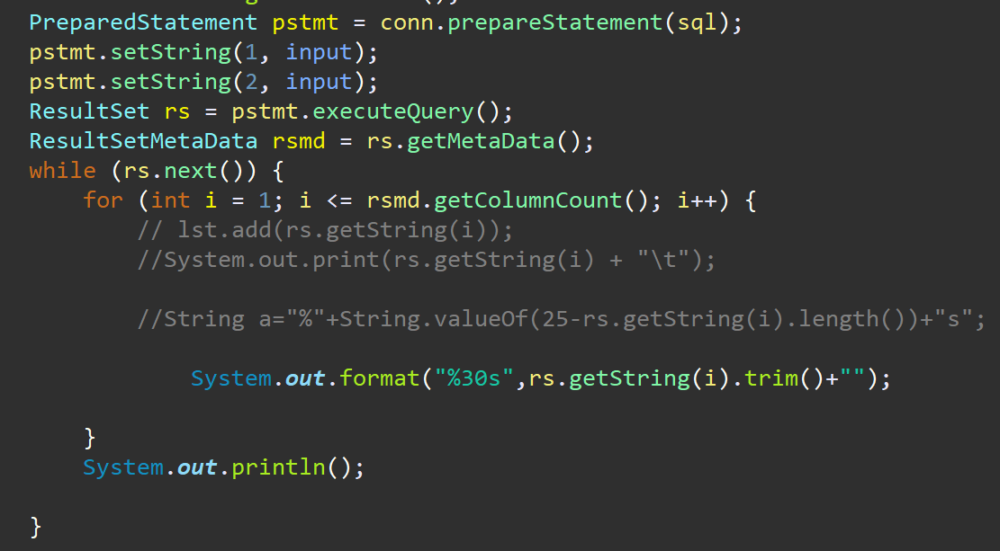 PreparedStatement pstmt = conn.prepareStatement(sql);
pstmt.setString(1, input);
pstmt.setString(2, input);
ResultSet rs = pstmt.executeQuery();
ResultSetMetaData rsmd = rs.getMetaData();
while (rs.next()) {
    for (int i = 1; i <= rsmd.getColumnCount(); i++) {
        // lst.add(rs.getString(i));
        //System.out.print(rs.getString(i) + "\t");
        //String a="%"+String.valueOf(25-rs.getString(i).length())+"s";
            System.out.format("%30s",rs.getString(i).trim()+"");
    }
    System.out.println();
}